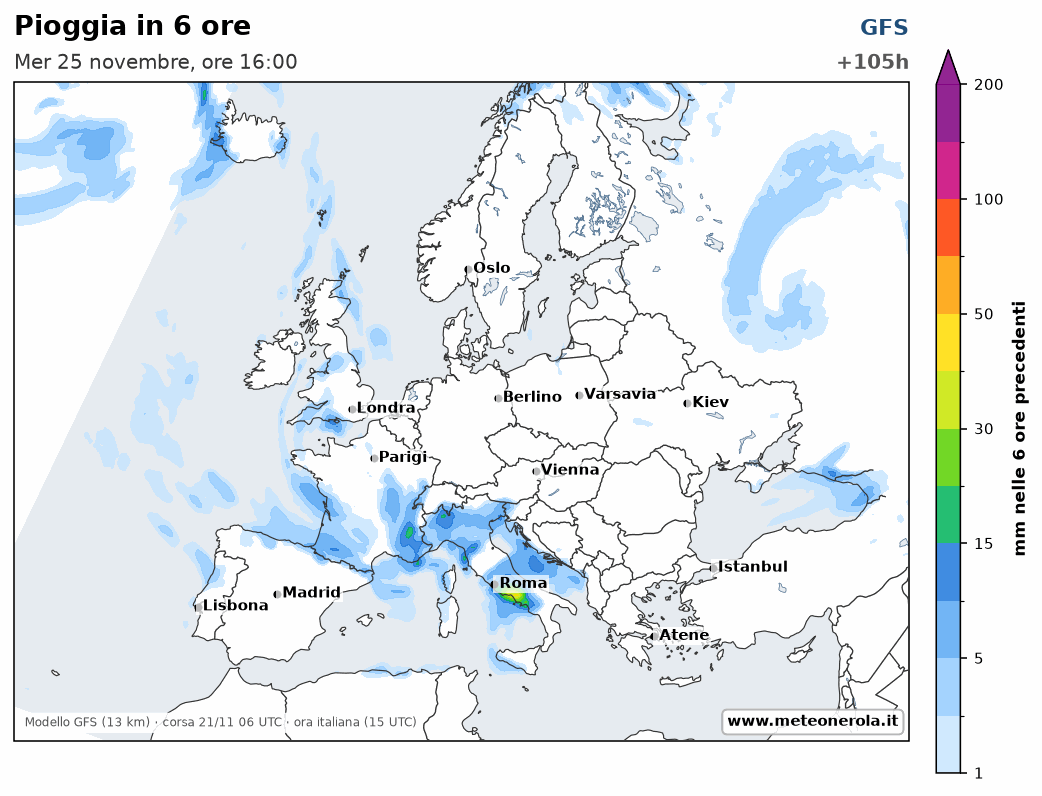 Pioggia in 6 ore
GFS
Mer 25 novembre, ore 16:00
+105h
200
100
50
30
15
5
1
mm nelle 6 ore precedenti
Oslo
Berlino
Varsavia
Kiev
Londra
Parigi
Vienna
Istanbul
Roma
Madrid
Lisbona
Atene
Modello GFS (13 km) · corsa 21/11 06 UTC · ora italiana (15 UTC)
www.meteonerola.it